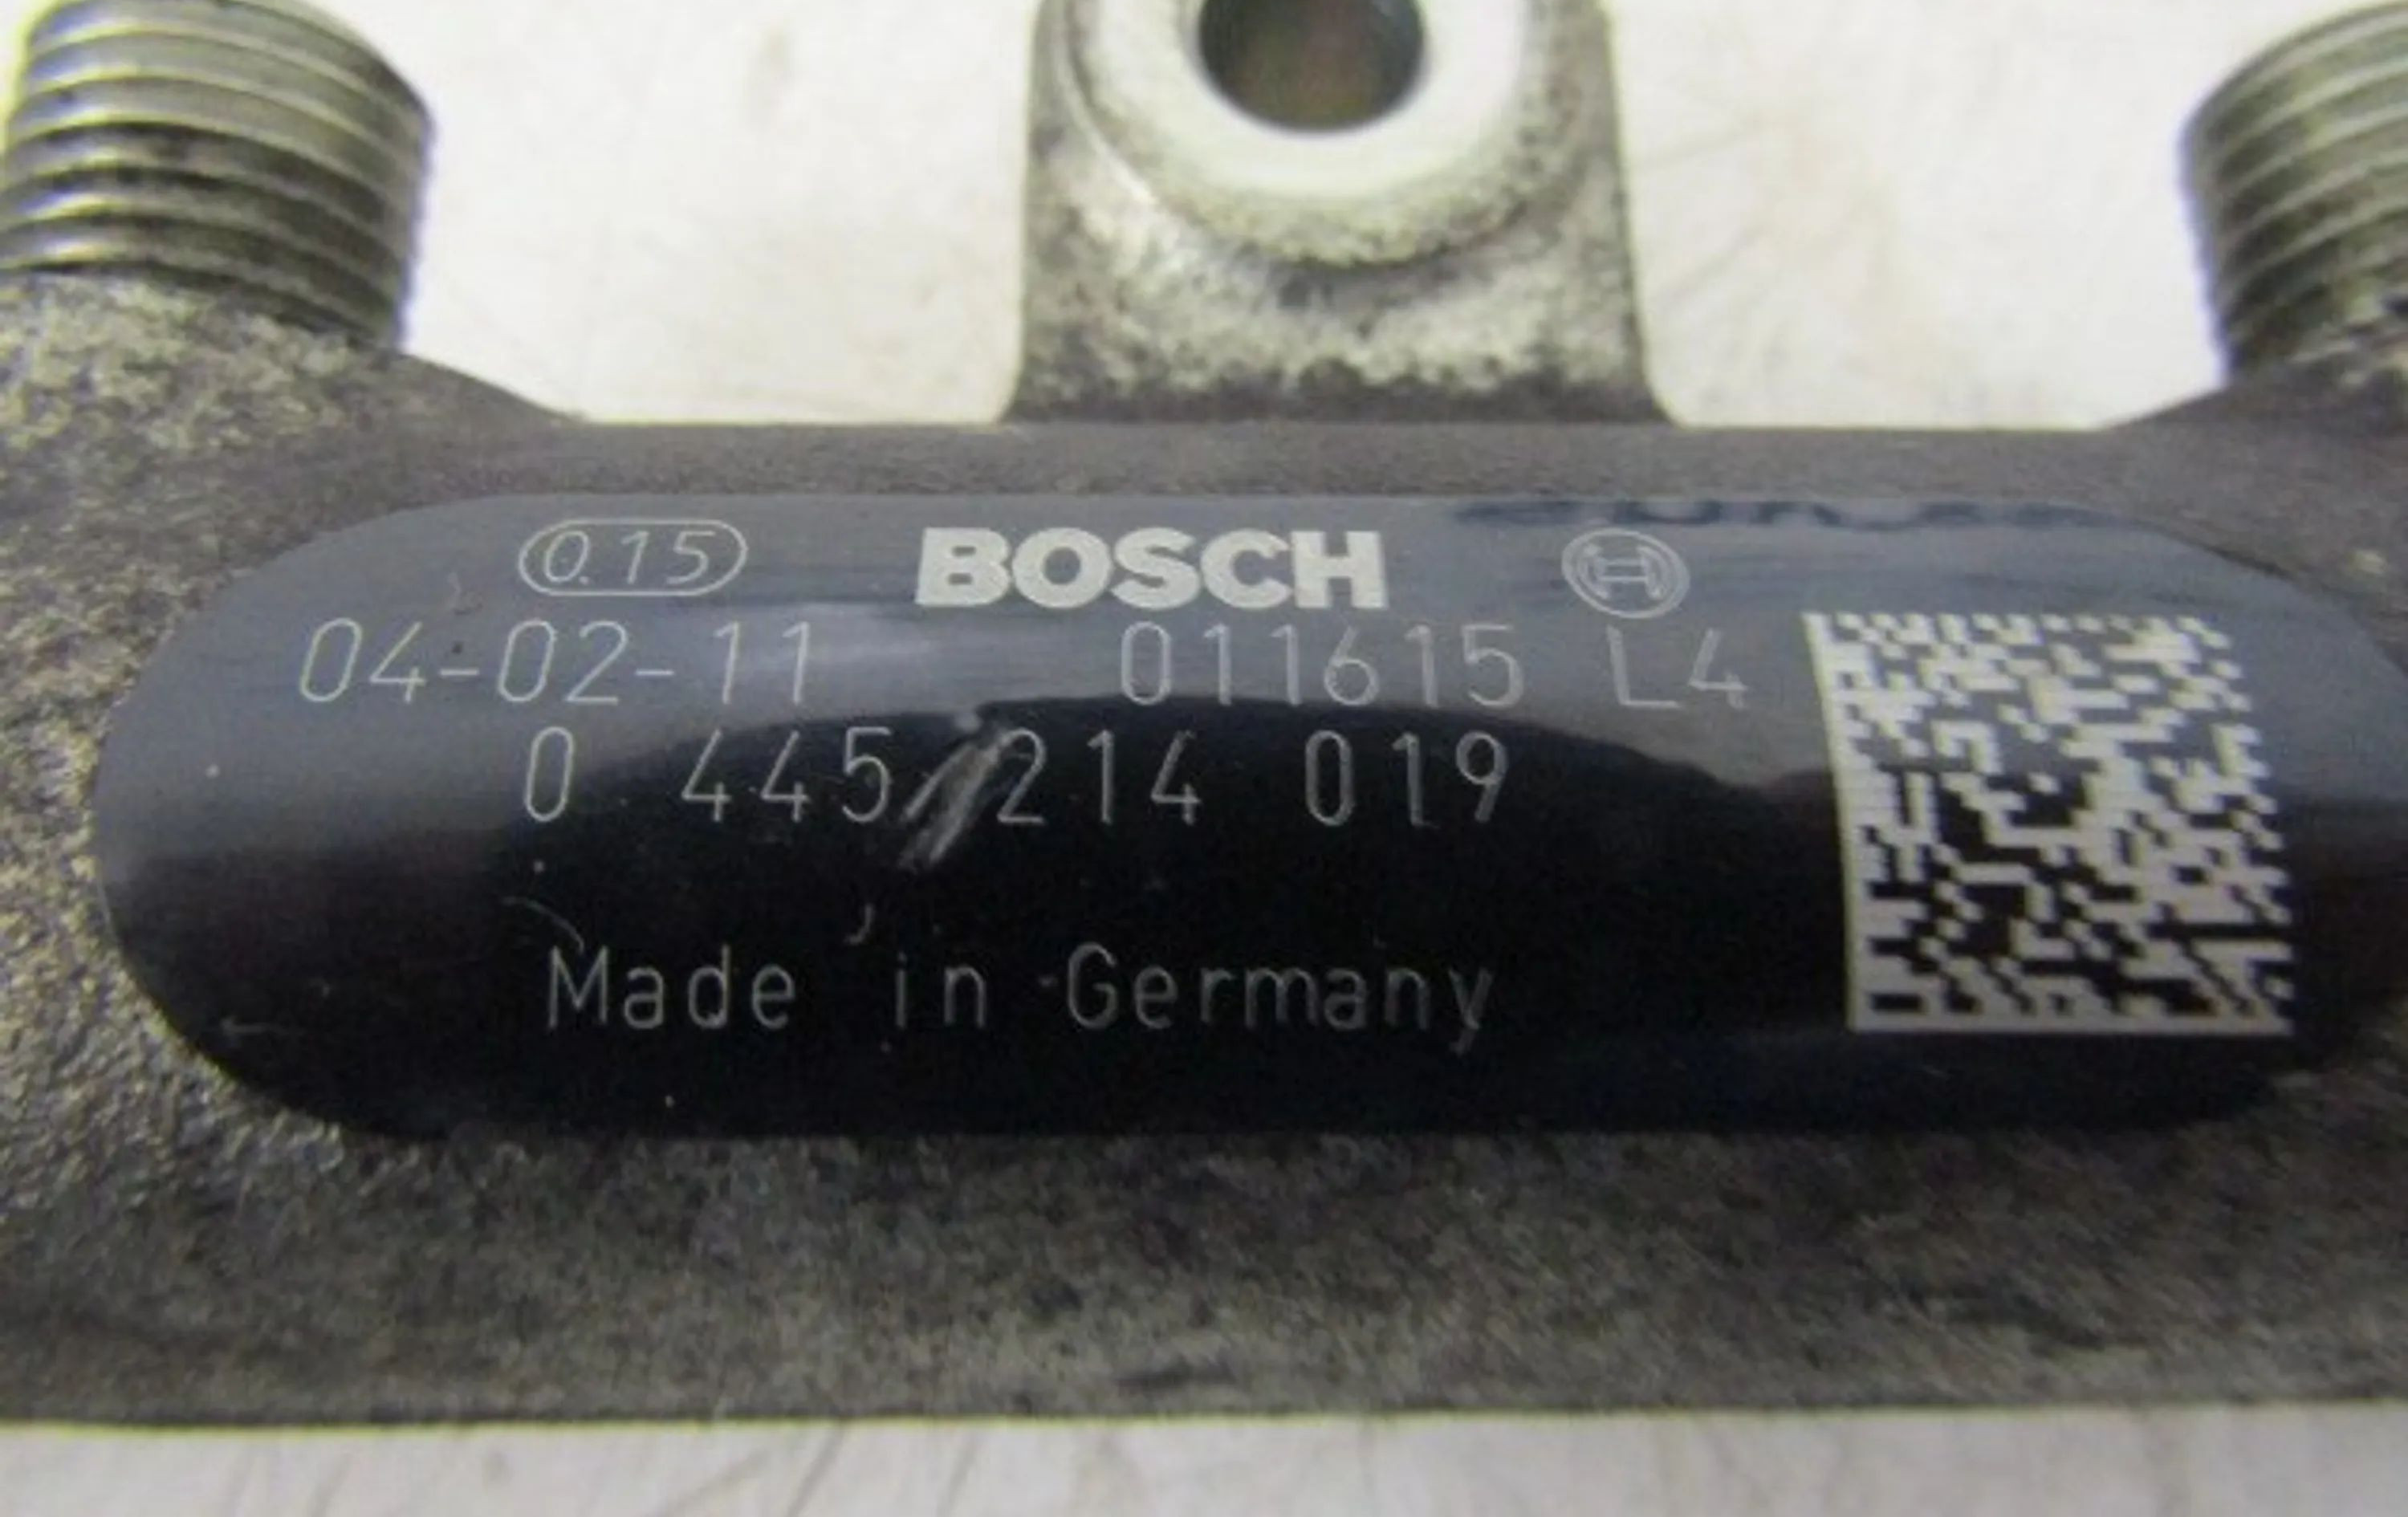 0.15 BOSCH
04-02-11 011615 L4
0 445 214 019
Made in Germany